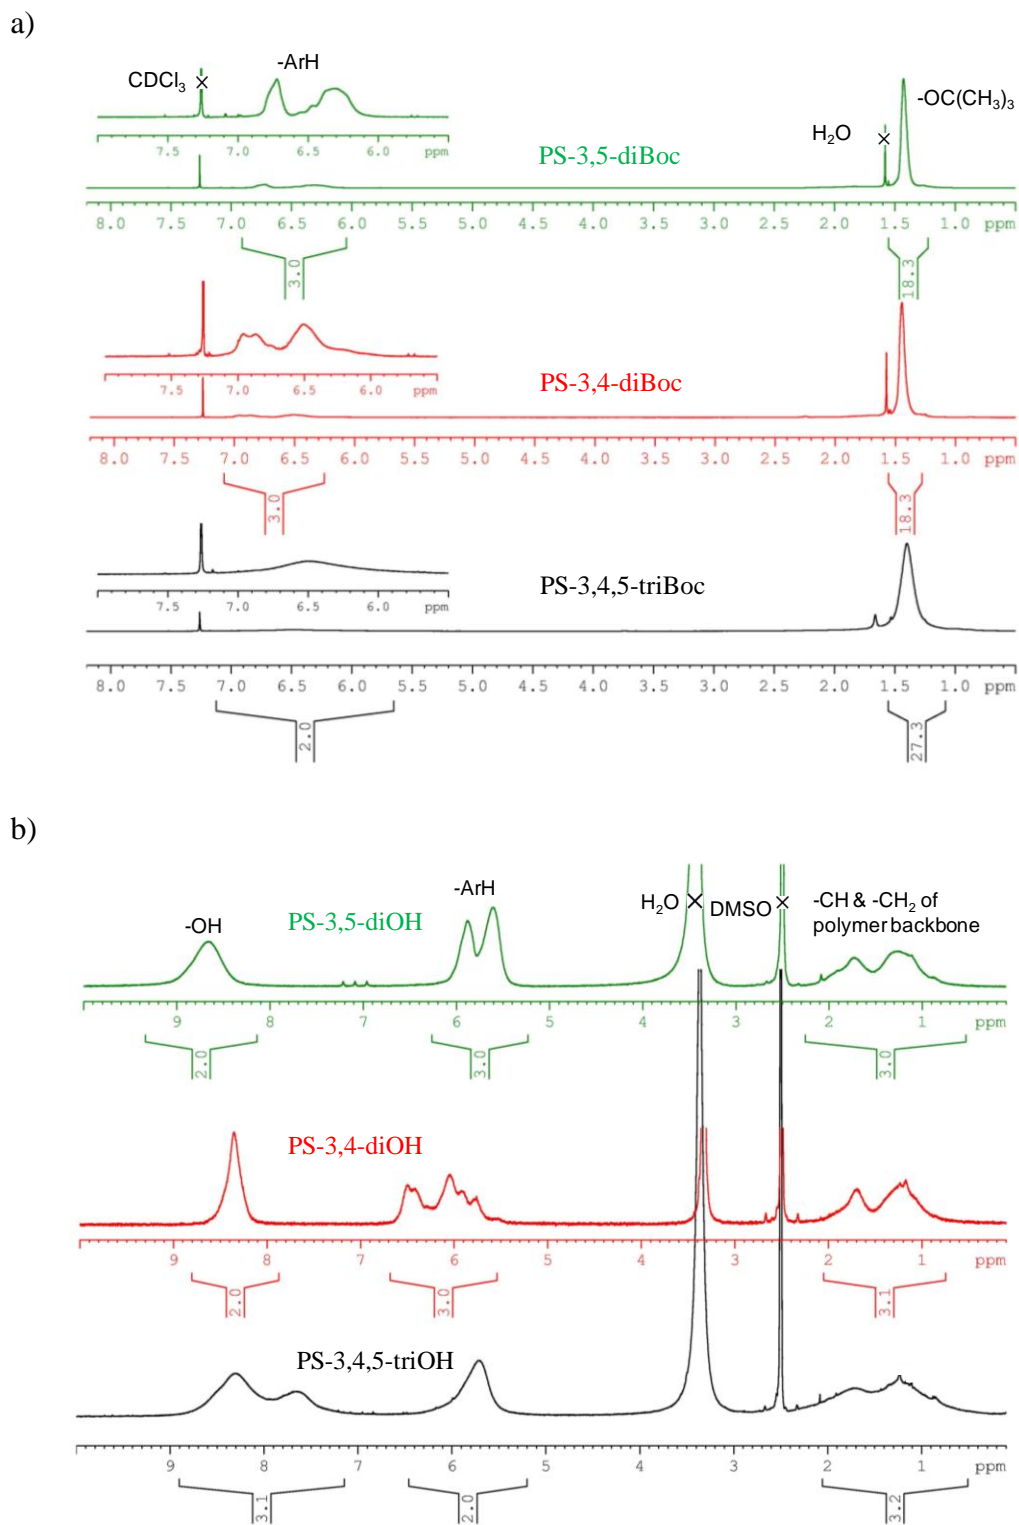 a)
-ArH
CDCl3
×
-OC(CH3)3
H2O
×
PS-3,5-diBoc
7.5 7.0 6.5 6.0 ppm
8.0 7.5 7.0 6.5 6.0 5.5 5.0 4.5 4.0 3.5 3.0 2.5 2.0 1.5 1.0 ppm
3.0
18.3
PS-3,4-diBoc
7.5 7.0 6.5 6.0 ppm
8.0 7.5 7.0 6.5 6.0 5.5 5.0 4.5 4.0 3.5 3.0 2.5 2.0 1.5 1.0 ppm
3.0
18.3
PS-3,4,5-triBoc
7.5 7.0 6.5 6.0 ppm
8.0 7.5 7.0 6.5 6.0 5.5 5.0 4.5 4.0 3.5 3.0 2.5 2.0 1.5 1.0 ppm
2.0
27.3
b)
-ArH
-OH
PS-3,5-diOH
H2O × DMSO ×
-CH & -CH2 of
polymer backbone
9 8 7 6 5 4 3 2 1 ppm
2.0
3.0
3.0
PS-3,4-diOH
9 8 7 6 5 4 3 2 1 ppm
2.0
3.0
3.1
PS-3,4,5-triOH
9 8 7 6 5 4 3 2 1 ppm
3.1
2.0
3.2